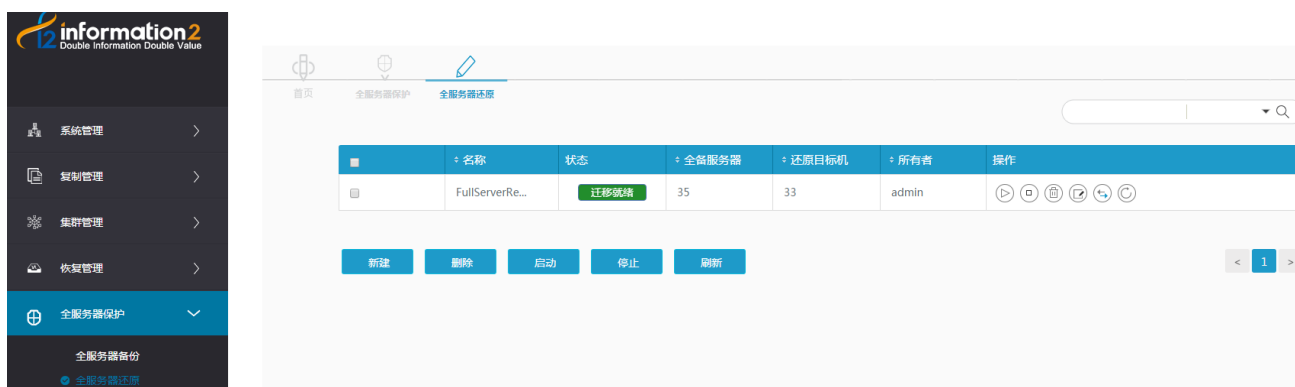 information2
Double Information Double Value
系统管理
复制管理
集群管理
恢复管理
全服务器保护
全服务器备份
全服务器还原
首页 全服务器保护 全服务器还原
名称 状态 全备服务器 还原目标机 所有者 操作
FullServerRe... 迁移就绪 35 33 admin
新建 删除 启动 停止 刷新
< 1 >